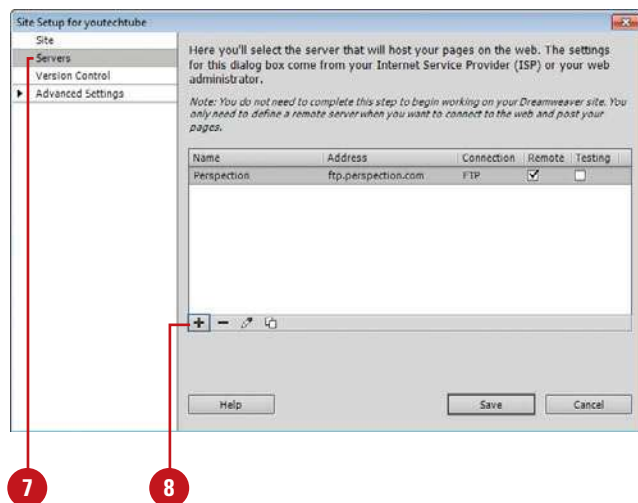 Site Setup for youtechtube
Site
Servers
Version Control
Advanced Settings
Here you'll select the server that will host your pages on the web. The settings
for this dialog box come from your Internet Service Provider (ISP) or your web
administrator.
Note: You do not need to complete this step to begin working on your Dreamweaver site. You
only need to define a remote server when you want to connect to the web and post your
pages.
Name Address Connection Remote Testing
Perspection ftp.perspection.com FTP
Help Save Cancel
7 8